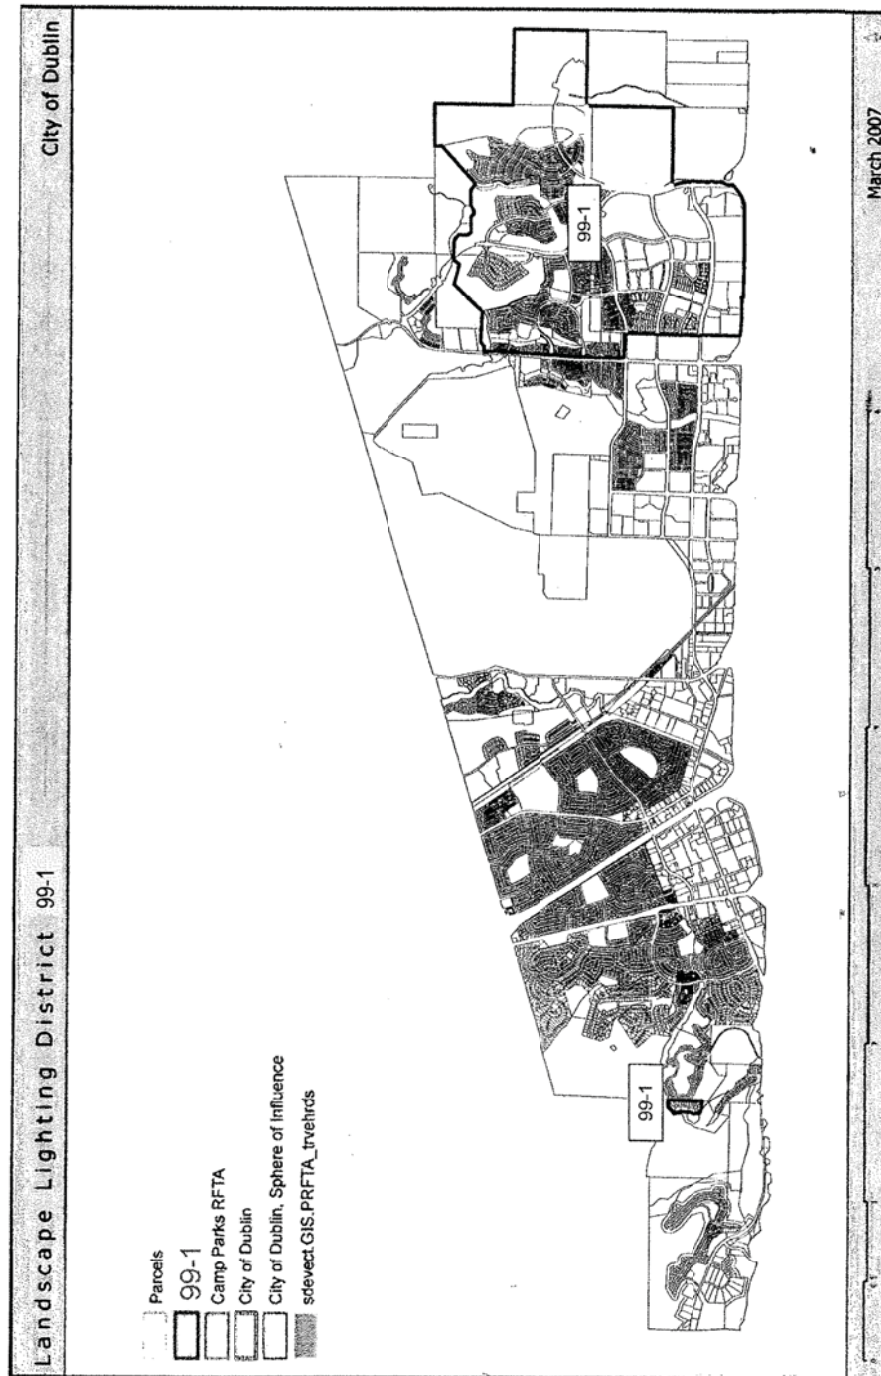 Landscape Lighting District 99-1
City of Dublin
Parcels
99-1
Camp Parks RFTA
City of Dublin
City of Dublin, Sphere of Influence
sdevect.GIS.PRFTA_trvehrds
99-1
99-1
March 2007